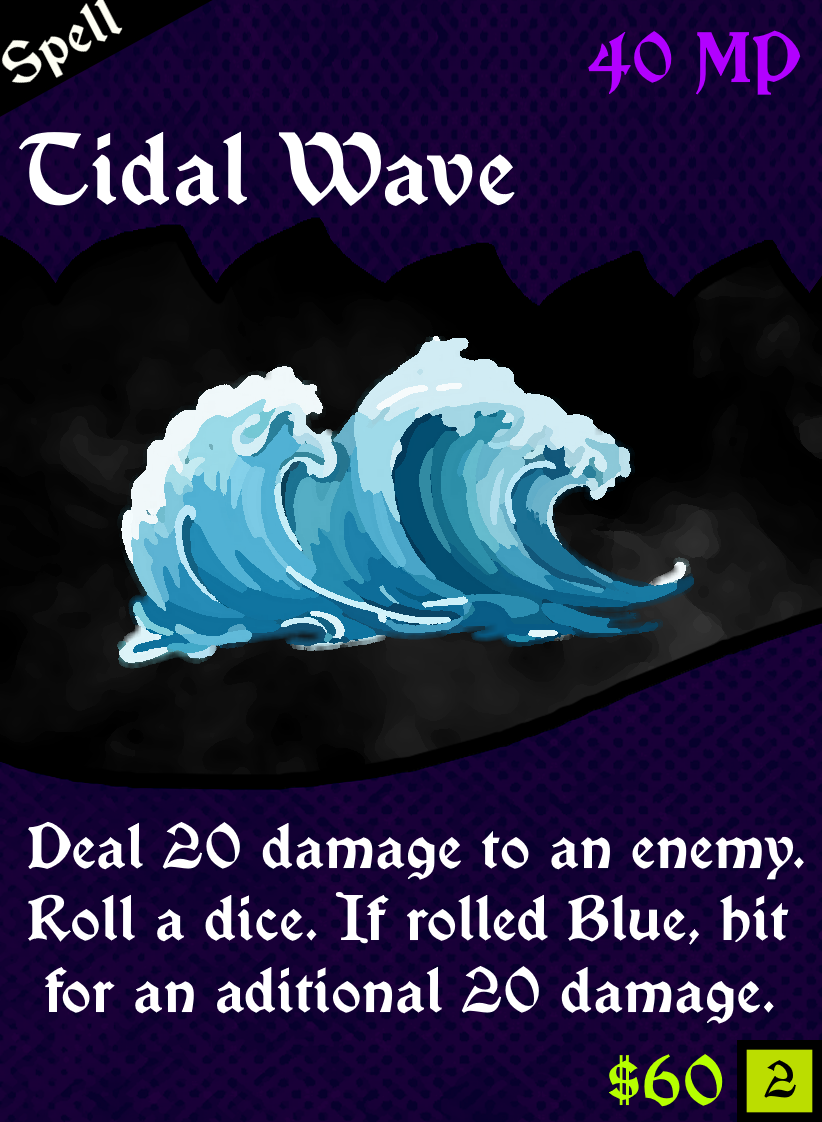 Spell
40 MP
Tidal Wave
Deal 20 damage to an enemy.
Roll a dice. If rolled Blue, hit
for an aditional 20 damage.
$60 2